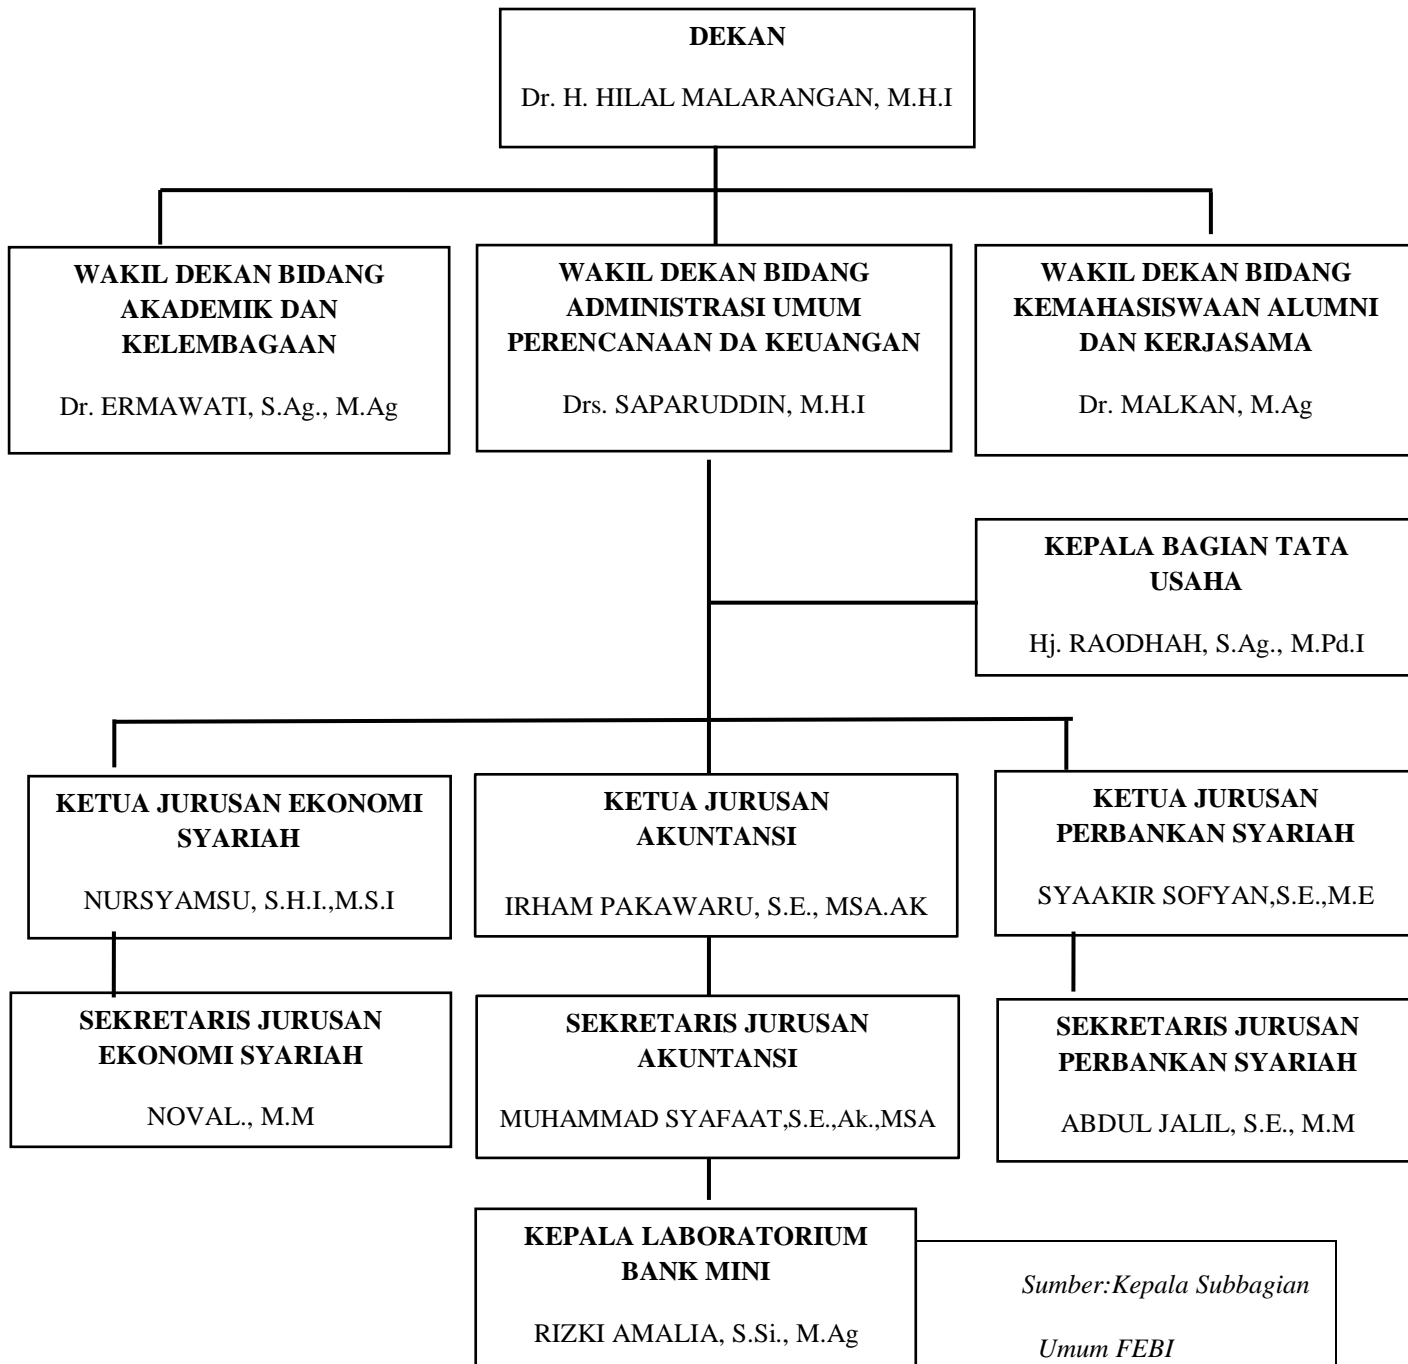 DEKAN
Dr. H. HILAL MALARANGAN, M.H.I
WAKIL DEKAN BIDANG
AKADEMIK DAN
KELEMBAGAAN
Dr. ERMAWATI, S.Ag., M.Ag
WAKIL DEKAN BIDANG
ADMINISTRASI UMUM
PERENCANAAN DA KEUANGAN
Drs. SAPARUDDIN, M.H.I
WAKIL DEKAN BIDANG
KEMAHASISWAAN ALUMNI
DAN KERJASAMA
Dr. MALKAN, M.Ag
KEPALA BAGIAN TATA
USAHA
Hj. RAODHAH, S.Ag., M.Pd.I
KETUA JURUSAN EKONOMI
SYARIAH
NURSYAMSU, S.H.I.,M.S.I
KETUA JURUSAN
AKUNTANSI
IRHAM PAKAWARU, S.E., MSA.AK
KETUA JURUSAN
PERBANKAN SYARIAH
SYAAKIR SOFYAN,S.E.,M.E
SEKRETARIS JURUSAN
EKONOMI SYARIAH
NOVAL., M.M
SEKRETARIS JURUSAN
AKUNTANSI
MUHAMMAD SYAFAAT,S.E.,Ak.,MSA
SEKRETARIS JURUSAN
PERBANKAN SYARIAH
ABDUL JALIL, S.E., M.M
KEPALA LABORATORIUM
BANK MINI
RIZKI AMALIA, S.Si., M.Ag
Sumber:Kepala Subbagian
Umum FEBI